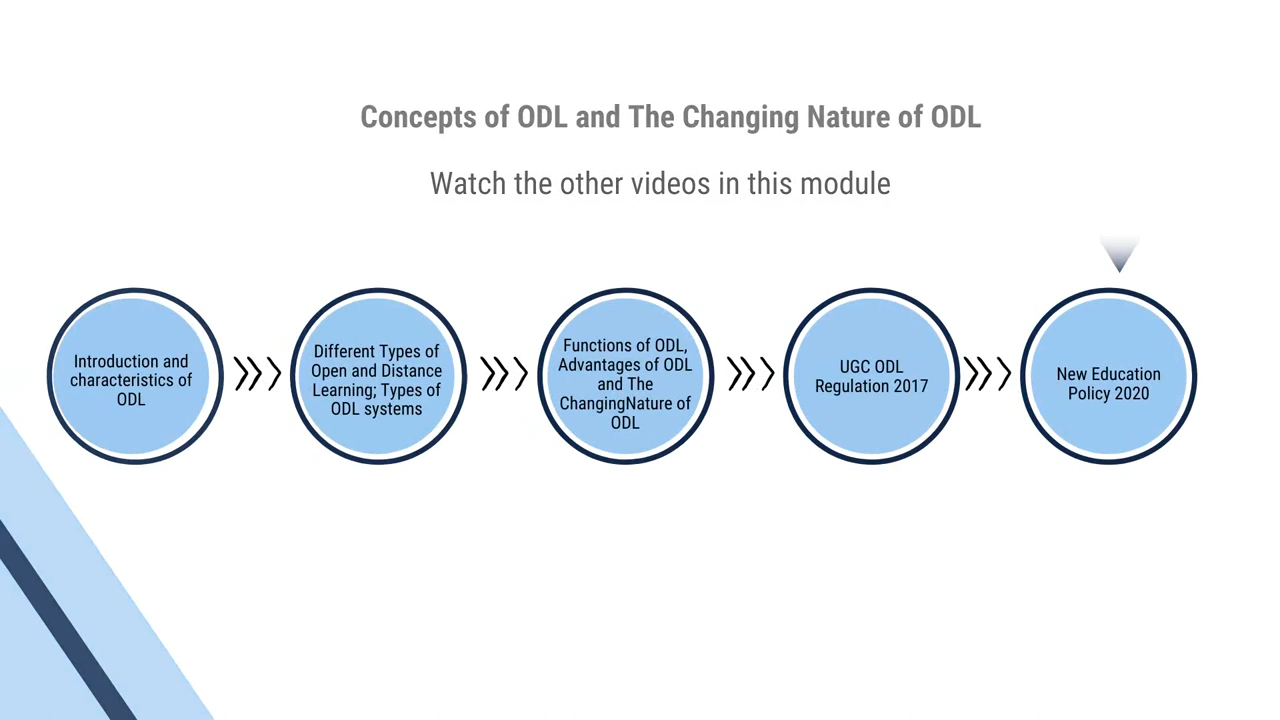 Concepts of ODL and The Changing Nature of ODL
Watch the other videos in this module
Introduction and
characteristics of
ODL
Different Types of
Open and Distance
Learning; Types of
ODL systems
Functions of ODL,
Advantages of ODL
and The
ChangingNature of
ODL
UGC ODL
Regulation 2017
New Education
Policy 2020